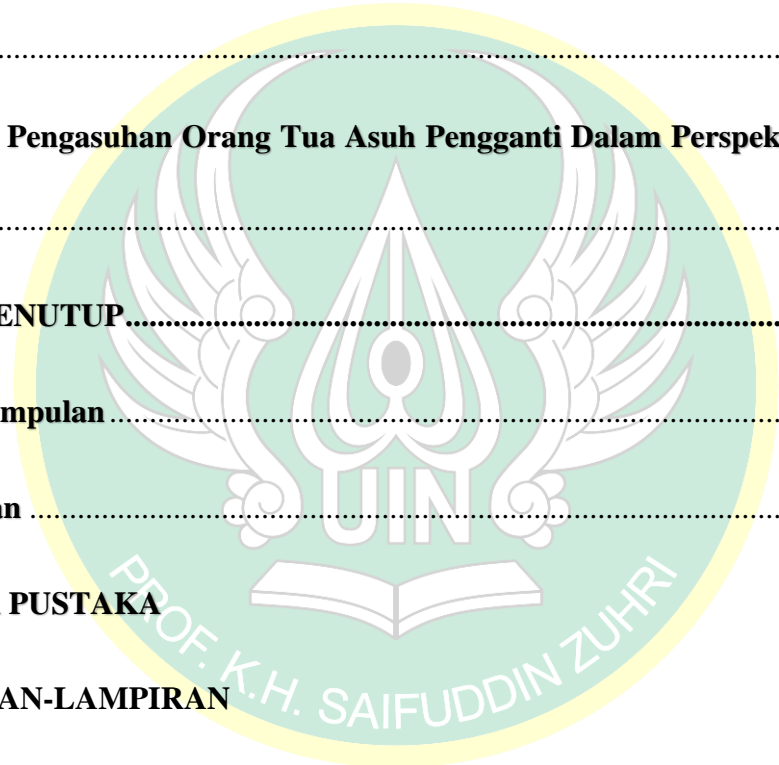 ................................................................................
Pengasuhan Orang Tua Asuh Pengganti Dalam Perspek
................................................................................
ENUTUP................................................................................
mpulan................................................................................
an................................................................................
PUSTAKA
AN-LAMPIRAN
UIN
PROF. K.H. SAIFUDDIN ZUHRI